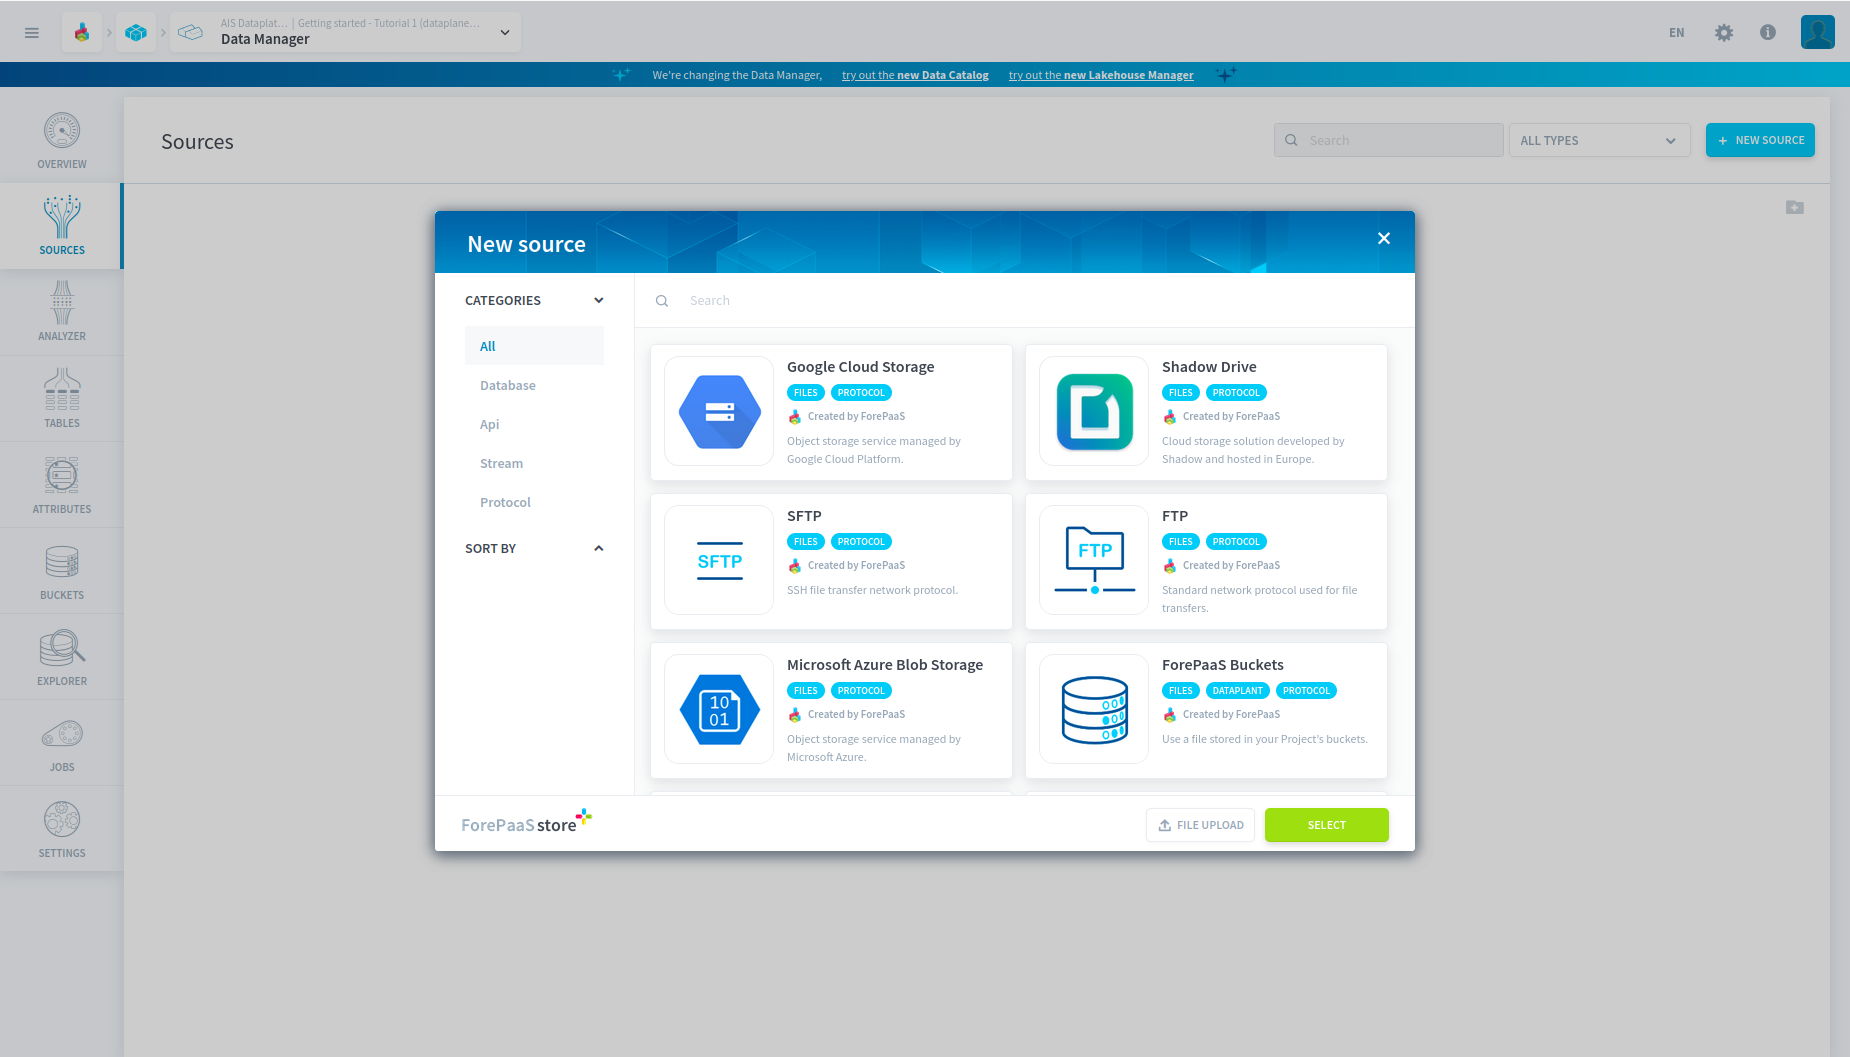 AIS Dataplat... | Getting started - Tutorial 1 (dataplane...
Data Manager
EN
We're changing the Data Manager, try out the new Data Catalog try out the new Lakehouse Manager
OVERVIEW
SOURCES
ANALYZER
TABLES
ATTRIBUTES
BUCKETS
EXPLORER
JOBS
SETTINGS
Sources
Search
ALL TYPES
+ NEW SOURCE
New source
CATEGORIES
All
Database
Api
Stream
Protocol
SORT BY
Search
Google Cloud Storage
FILES PROTOCOL
Created by ForePaaS
Object storage service managed by
Google Cloud Platform.
Shadow Drive
FILES PROTOCOL
Created by ForePaaS
Cloud storage solution developed by
Shadow and hosted in Europe.
SFTP
SFTP
FILES PROTOCOL
Created by ForePaaS
SSH file transfer network protocol.
FTP
FTP
FILES PROTOCOL
Created by ForePaaS
Standard network protocol used for file
transfers.
10
01
Microsoft Azure Blob Storage
FILES PROTOCOL
Created by ForePaaS
Object storage service managed by
Microsoft Azure.
ForePaaS Buckets
FILES DATAPLANT PROTOCOL
Created by ForePaaS
Use a file stored in your Project's buckets.
ForePaaS store
FILE UPLOAD
SELECT